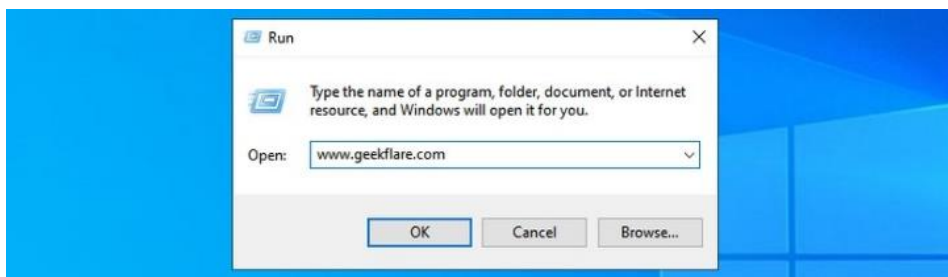 Run
Type the name of a program, folder, document, or Internet
resource, and Windows will open it for you.
Open: www.geekflare.com
OK Cancel Browse...